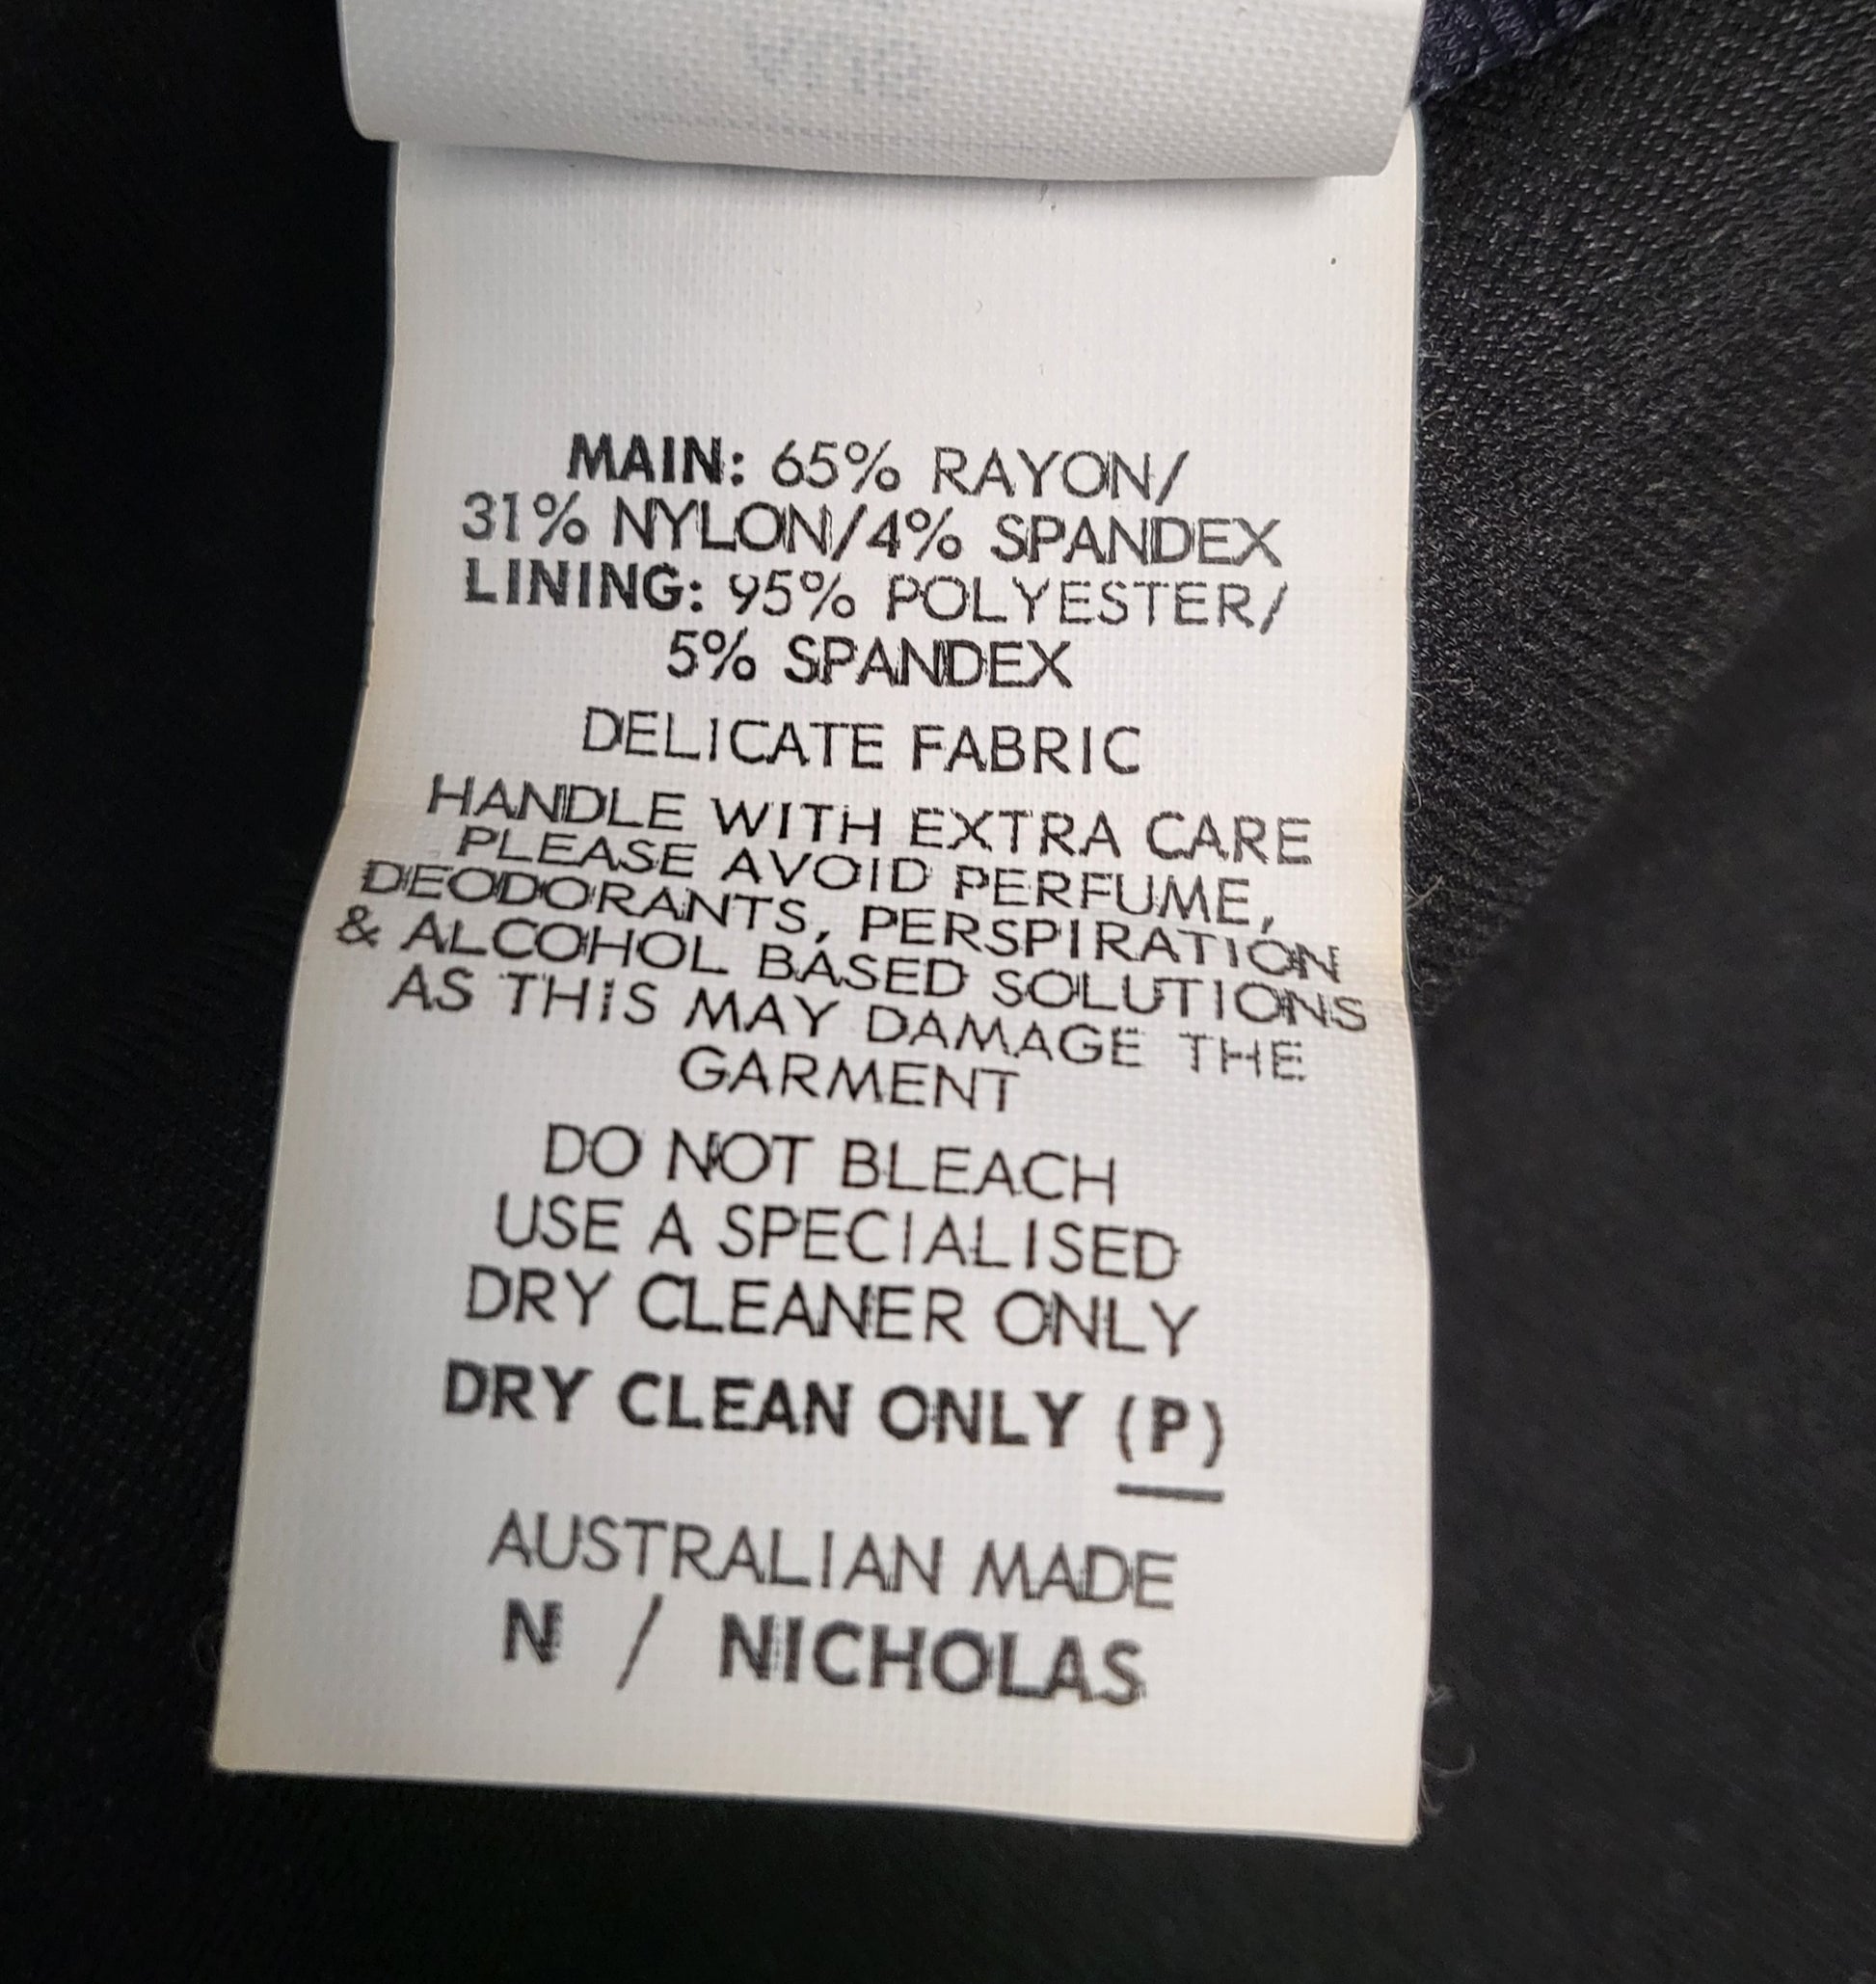 MAIN: 65% RAYON/
31% NYLON/4% SPANDEX
LINING: 95% POLYESTER/
5% SPANDEX
DELICATE FABRIC
HANDLE WITH EXTRA CARE
PLEASE AVOID PERFUME,
DEODORANTS, PERSPIRATION
& ALCOHOL BASED SOLUTIONS
AS THIS MAY DAMAGE THE
GARMENT
DO NOT BLEACH
USE A SPECIALISED
DRY CLEANER ONLY
DRY CLEAN ONLY (P)
AUSTRALIAN MADE
N / NICHOLAS